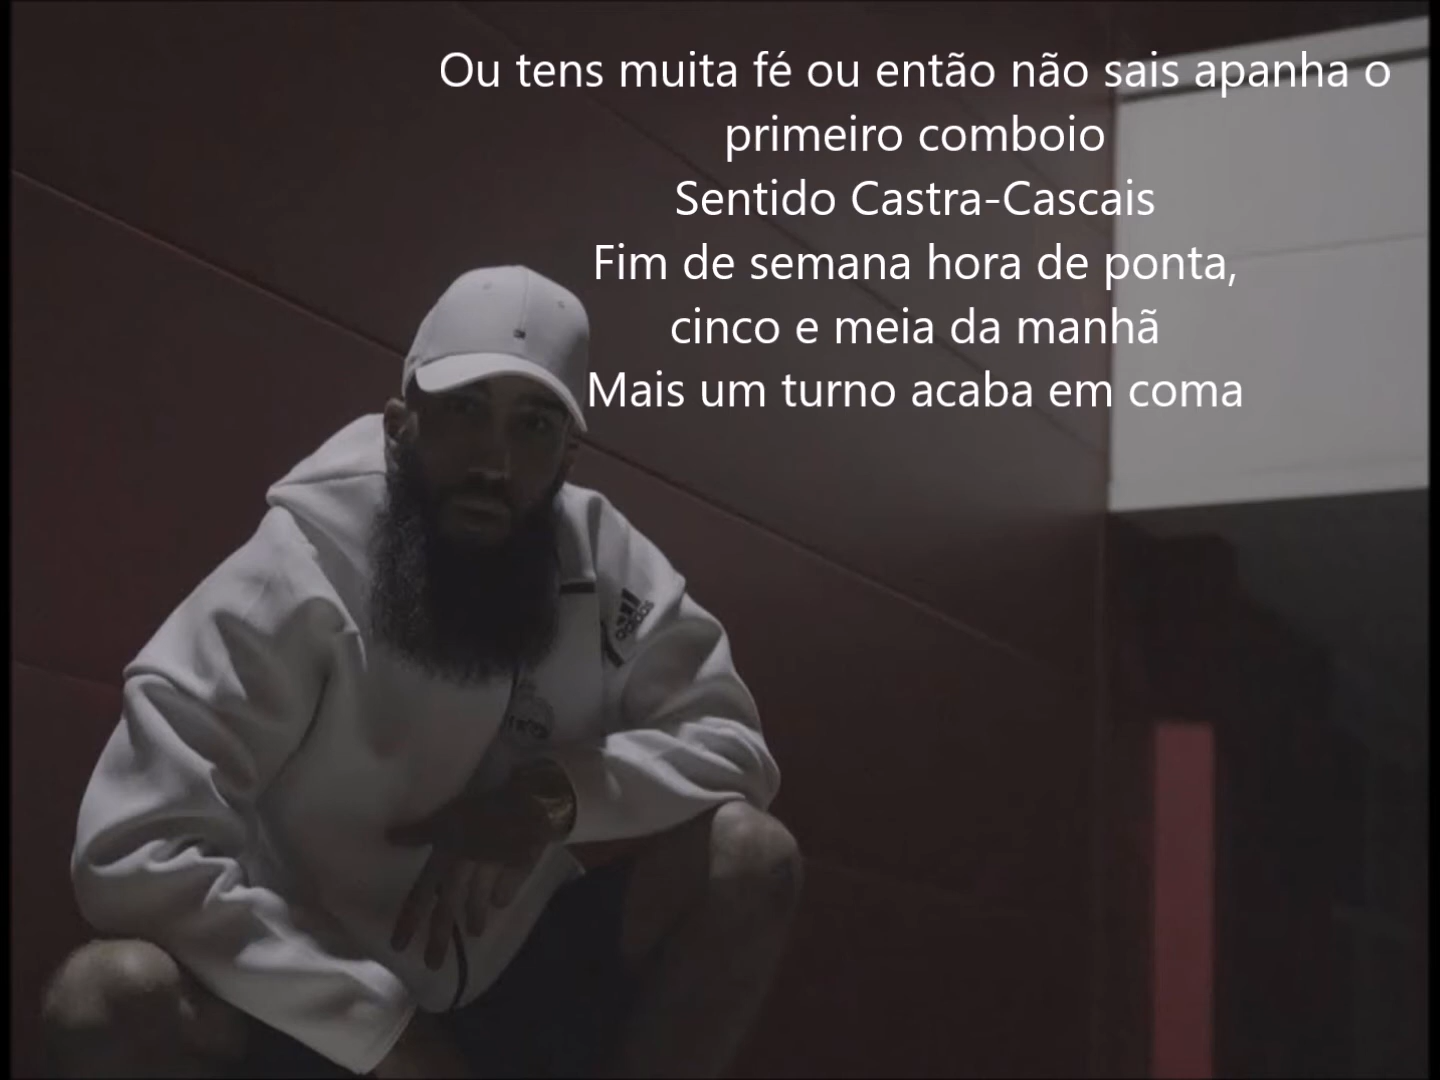 Ou tens muita fé ou então não sais apanha o
primeiro comboio
Sentido Castra-Cascais
Fim de semana hora de ponta,
cinco e meia da manhã
Mais um turno acaba em coma
adidas